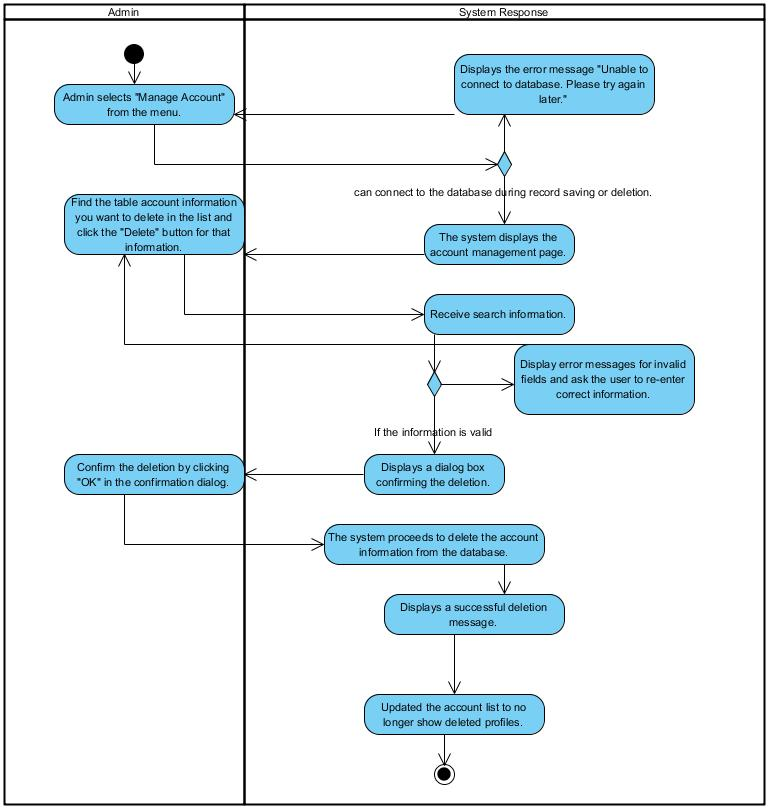 Admin
System Response
Displays the error message "Unable to
connect to database. Please try again
later."
Admin selects "Manage Account"
from the menu.
can connect to the database during record saving or deletion.
Find the table account information
you want to delete in the list and
click the "Delete" button for that
information.
The system displays the
account management page.
Receive search information.
Display error messages for invalid
fields and ask the user to re-enter
correct information.
If the information is valid
Confirm the deletion by clicking
"OK" in the confirmation dialog.
Displays a dialog box
confirming the deletion.
The system proceeds to delete the account
information from the database.
Displays a successful deletion
message.
Updated the account list to no
longer show deleted profiles.